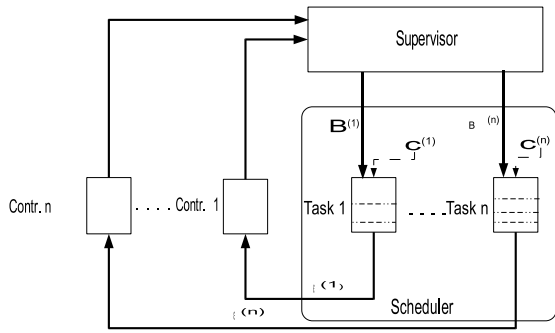 Supervisor
B(1)
B (n)
C(1)
C(n)
Contr. n
. . . . Contr. 1
Task 1
. . . . . Task n
(1)
(n)
Scheduler